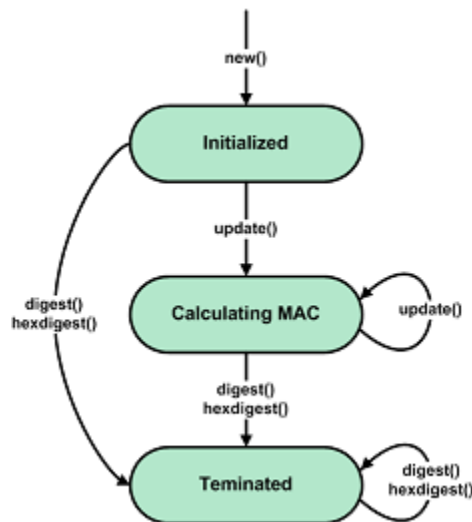 new()
Initialized
update()
digest()
hexdigest()
Calculating MAC
update()
digest()
hexdigest()
Teminated
digest()
hexdigest()